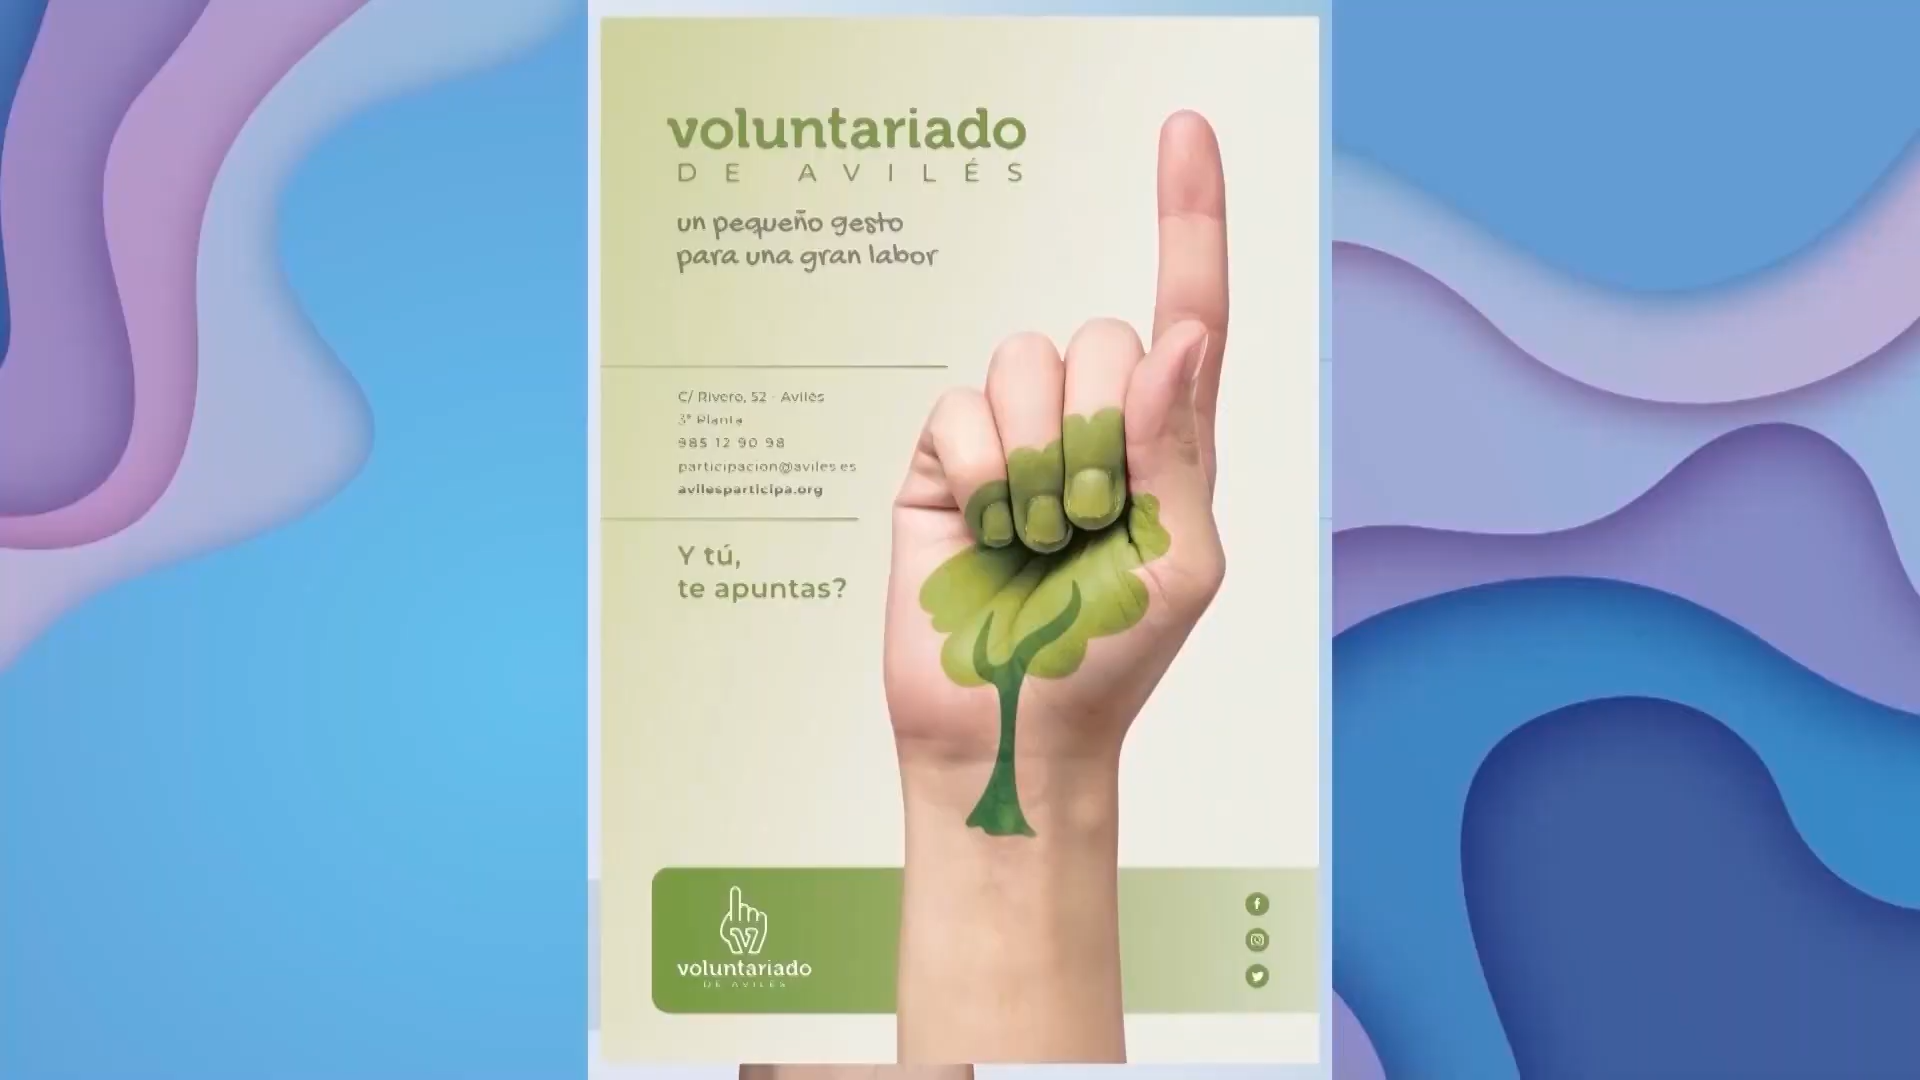 voluntariado
DE AVILÉS
un pequeño gesto
para una gran labor
C/ Rivero, 52 - Avilés
3ª Planta
985 12 90 98
participacion@aviles.es
avilesparticipa.org
Y tú,
te apuntas?
voluntariado
DE AVILÉS